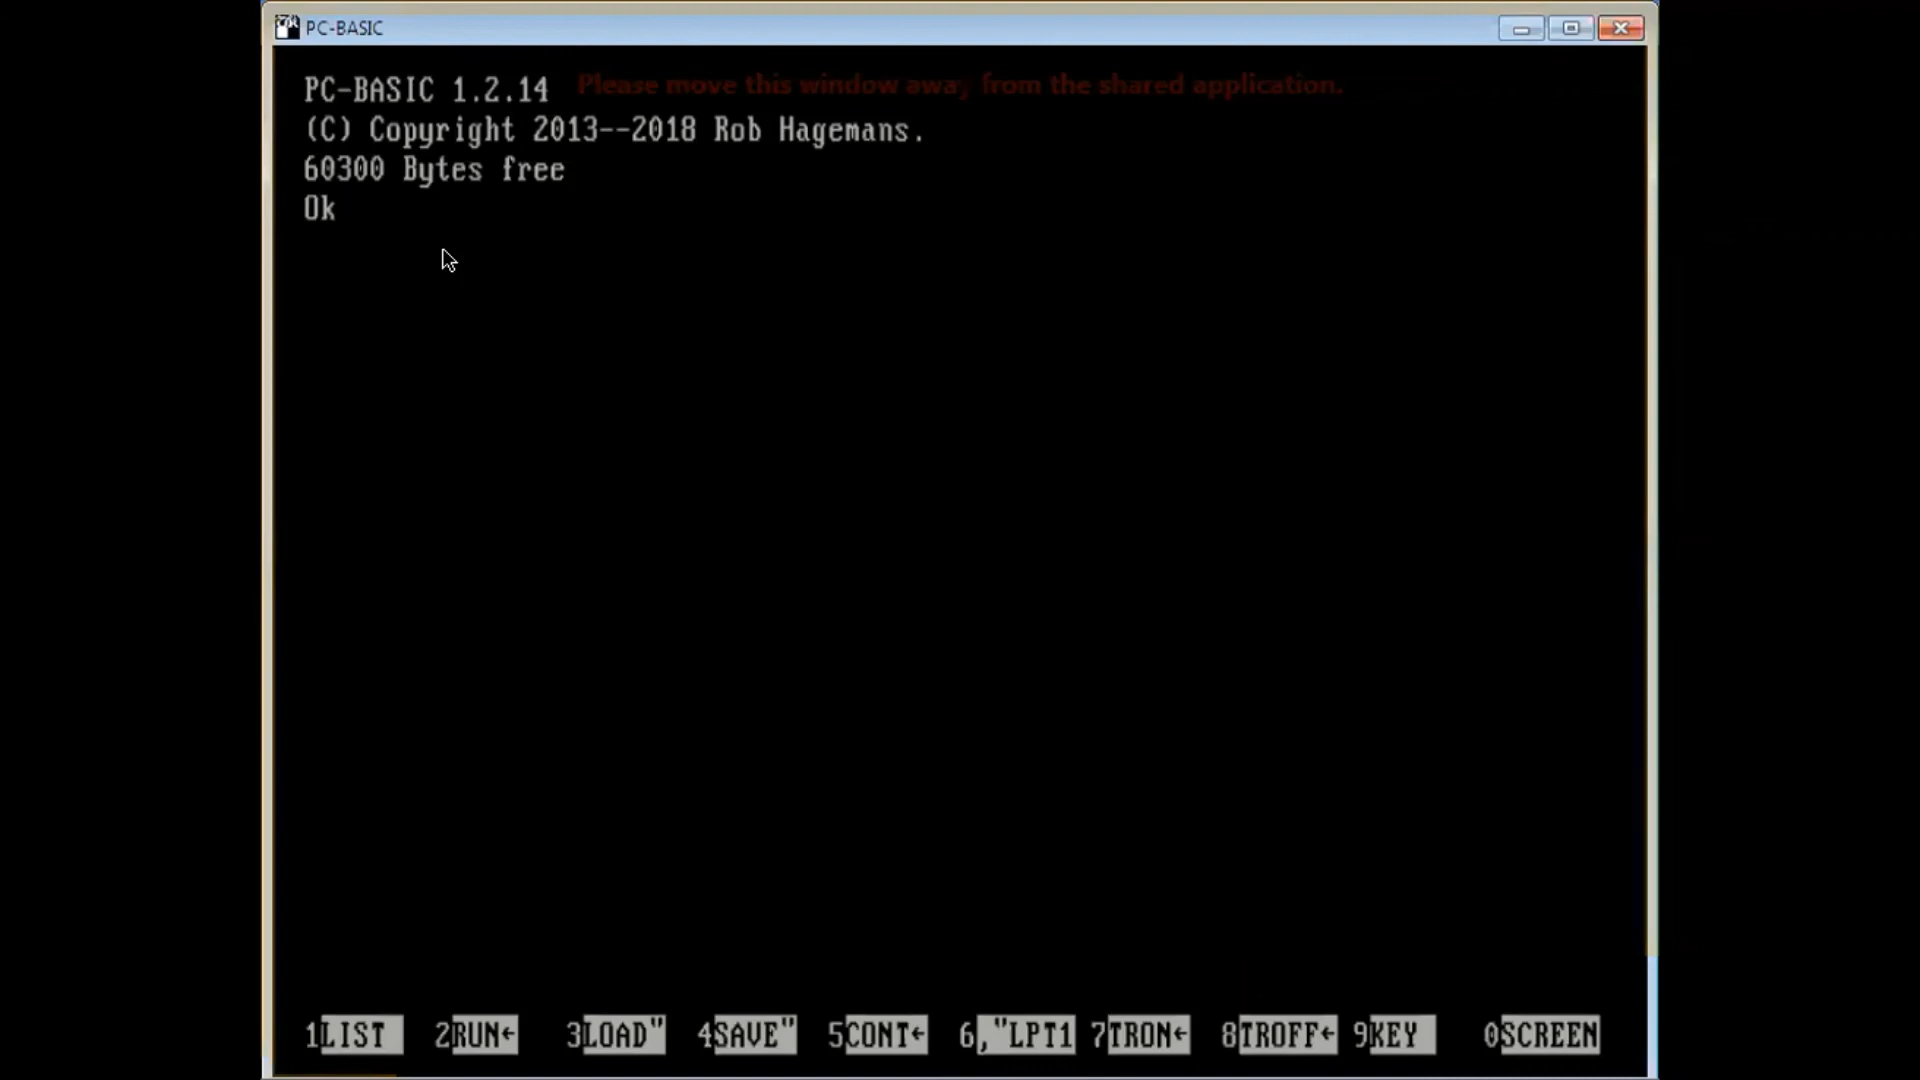 PC-BASIC
PC-BASIC 1.2.14 Please move this window away from the shared application.
(C) Copyright 2013--2018 Rob Hagemans.
60300 Bytes free
Ok
1LIST 2RUN← 3LOAD" 4SAVE" 5CONT← 6,"LPT1 7TRON← 8TROFF← 9KEY 0SCREEN